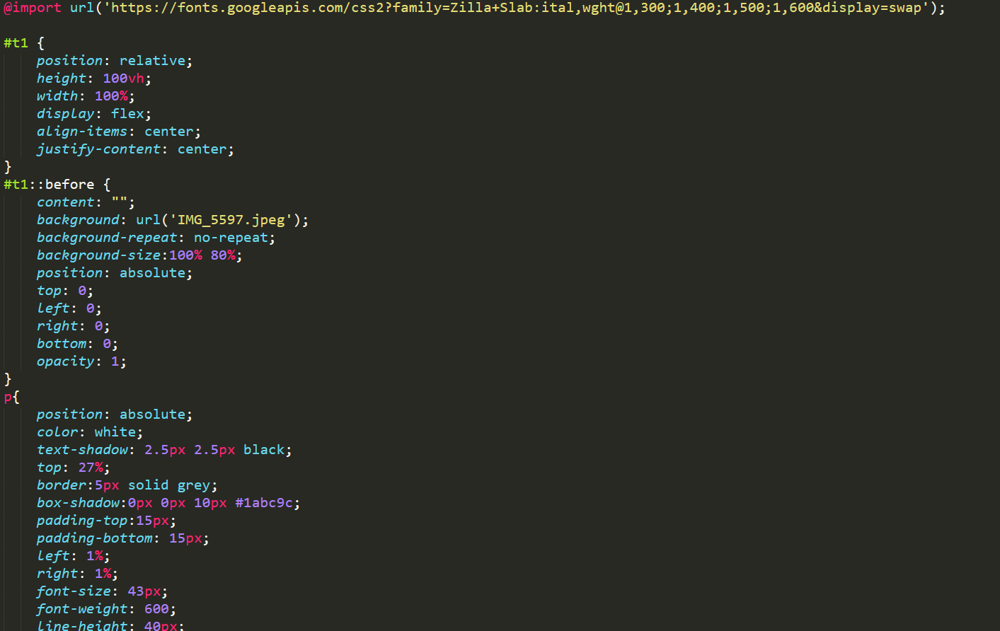 @import url('https://fonts.googleapis.com/css2?family=Zilla+Slab:ital,wght@1,300;1,400;1,500;1,600&display=swap');
#t1 {
position: relative;
height: 100vh;
width: 100%;
display: flex;
align-items: center;
justify-content: center;
}
#t1::before {
content: "";
background: url('IMG_5597.jpeg');
background-repeat: no-repeat;
background-size:100% 80%;
position: absolute;
top: 0;
left: 0;
right: 0;
bottom: 0;
opacity: 1;
}
p{
position: absolute;
color: white;
text-shadow: 2.5px 2.5px black;
top: 27%;
border:5px solid grey;
box-shadow:0px 0px 10px #1abc9c;
padding-top:15px;
padding-bottom: 15px;
left: 1%;
right: 1%;
font-size: 43px;
font-weight: 600;
line-height: 40px;